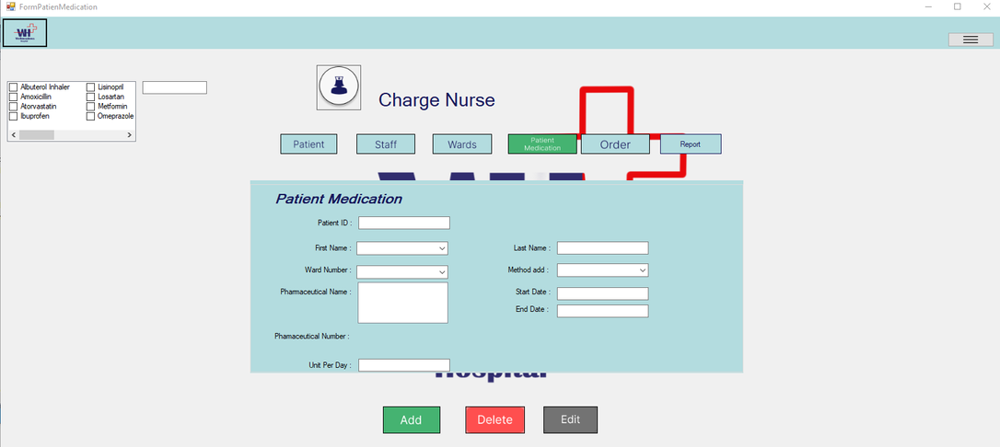 FormPatienMedication
WH
Albuterol Inhaler
Amoxicillin
Atorvastatin
Ibuprofen
Lisinopril
Losartan
Metformin
Omeprazole
Charge Nurse
Patient
Staff
Wards
Patient
Medication
Order
Report
Patient Medication
Patient ID :
First Name :
Last Name :
Ward Number :
Method add :
Phamaceutical Name :
Start Date :
End Date :
Phamaceutical Number :
Unit Per Day :
Hospital
Add
Delete
Edit